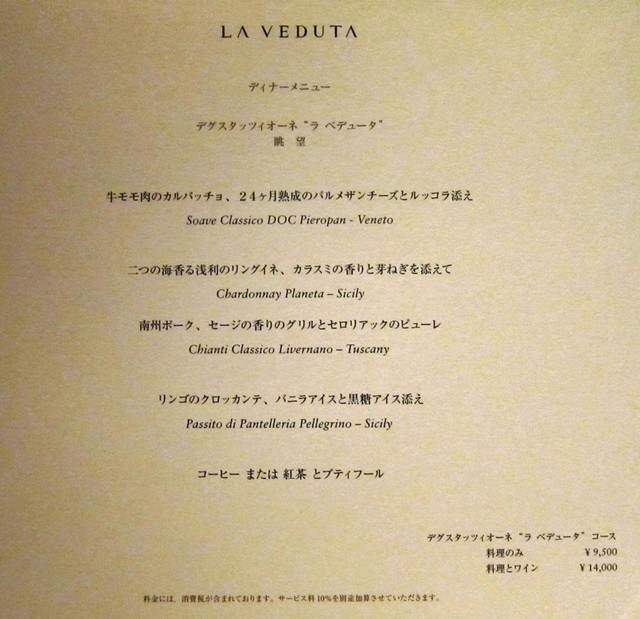 LA VEDUTA
ディナーメニュー
デグスタッツィオーネ “ラ ベデュータ”
眺 望
牛モモ肉のカルパッチョ、２４ヶ月熟成のパルメザンチーズとルッコラ添え
Soave Classico DOC Pieropan - Veneto
二つの海香る浅利のリングイネ、カラスミの香りと芽ねぎを添えて
Chardonnay Planeta – Sicily
南州ポーク、セージの香りのグリルとセロリアックのピューレ
Chianti Classico Livernano – Tuscany
リンゴのクロッカンテ、バニラアイスと黒糖アイス添え
Passito di Pantelleria Pellegrino – Sicily
コーヒー または 紅茶 とプティフール
デグスタッツィオーネ “ラ ベデュータ” コース
料理のみ ¥ 9,500
料理とワイン ¥ 14,000
料金には、消費税が含まれております。サービス料 10％を別途加算させていただきます。